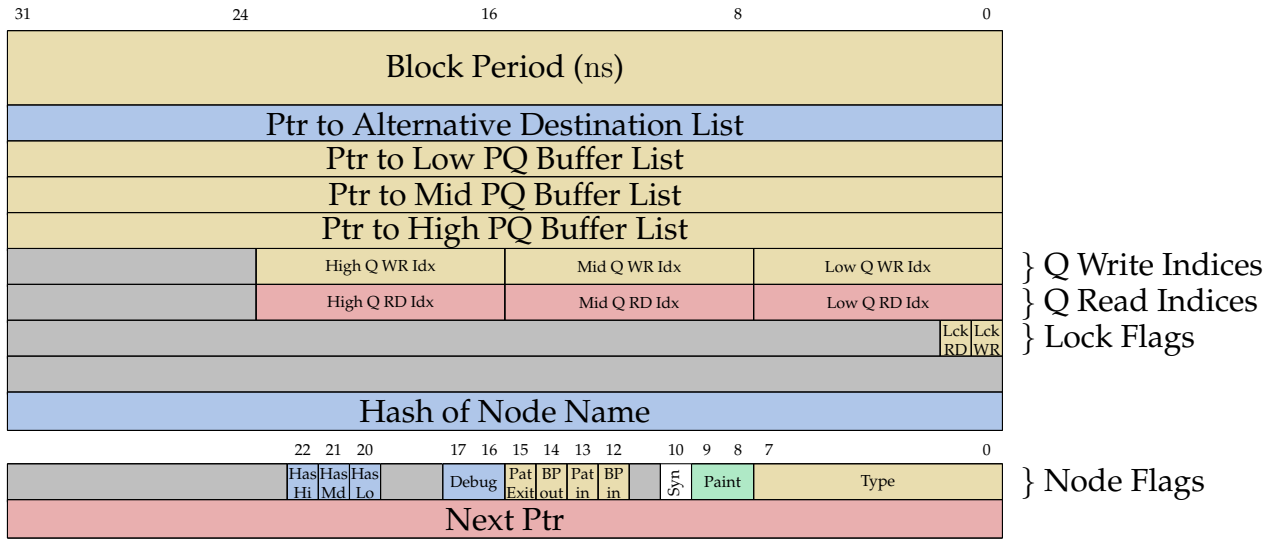 31 24 16 8 0
Block Period (ns)
Ptr to Alternative Destination List
Ptr to Low PQ Buffer List
Ptr to Mid PQ Buffer List
Ptr to High PQ Buffer List
High Q WR Idx Mid Q WR Idx Low Q WR Idx } Q Write Indices
High Q RD Idx Mid Q RD Idx Low Q RD Idx } Q Read Indices
Lck Lck } Lock Flags
RD WR
Hash of Node Name
22 21 20 17 16 15 14 13 12 10 9 8 7 0
Has Has Has Debug Pat BP Pat BP Syn Paint Type } Node Flags
Hi Md Lo Exit out in in
Next Ptr